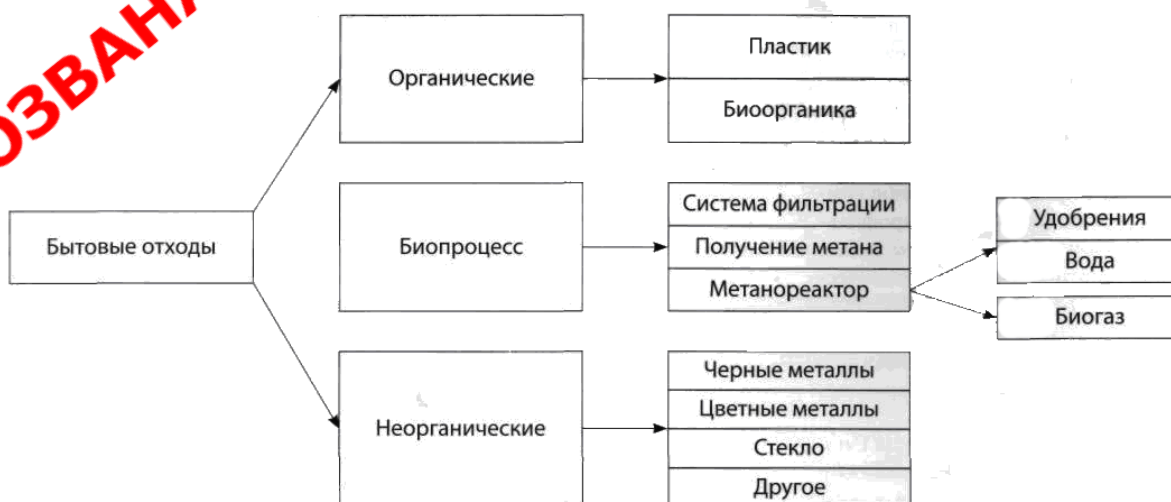 Органические
Пластик
Биоорганика
Бытовые отходы
Биопроцесс
Система фильтрации
Получение метана
Метанореактор
Удобрения
Вода
Биогаз
Неорганические
Черные металлы
Цветные металлы
Стекло
Другое